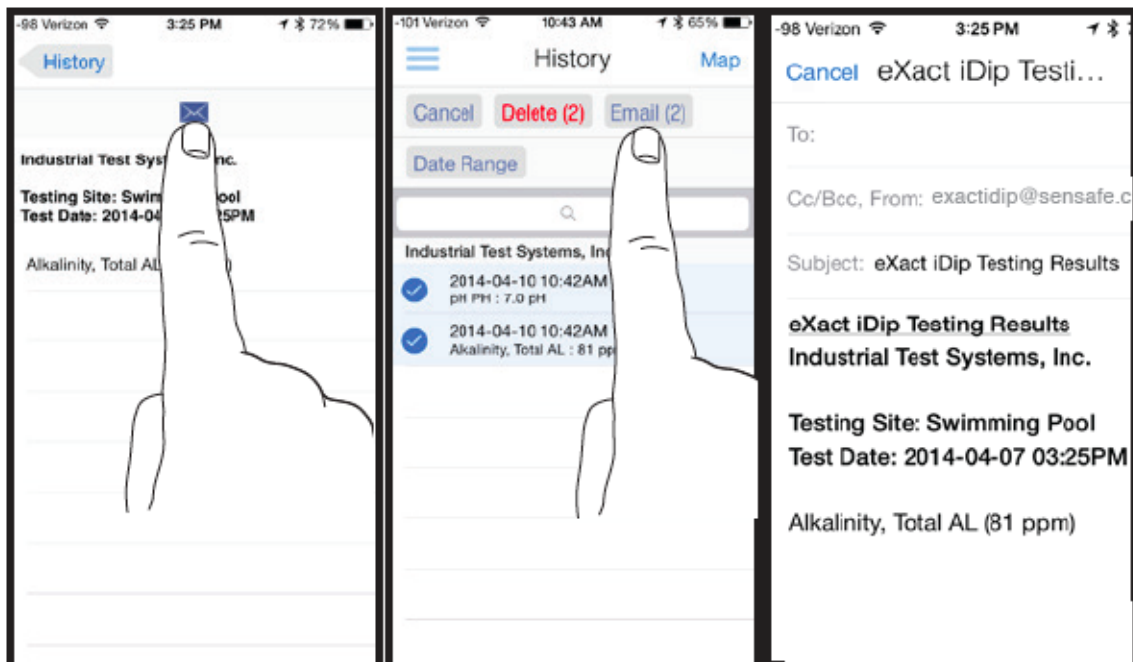 -98 Verizon 3:25 PM 72%
History
Industrial Test Sys nc.
Testing Site: Swim ool
Test Date: 2014-04 25PM
Alkalinity, Total AL
-101 Verizon 10:43 AM 65%
History Map
Cancel Delete (2) Email (2)
Date Range
Industrial Test Systems, In
2014-04-10 10:42AM
pH PH : 7.0 pH
2014-04-10 10:42AM
Alkalinity, Total AL : 81 pp
-98 Verizon 3:25 PM 7
Cancel eXact iDip Testi...
To:
Cc/Bcc, From: exactidip@sensafe.c
Subject: eXact iDip Testing Results
eXact iDip Testing Results
Industrial Test Systems, Inc.
Testing Site: Swimming Pool
Test Date: 2014-04-07 03:25PM
Alkalinity, Total AL (81 ppm)